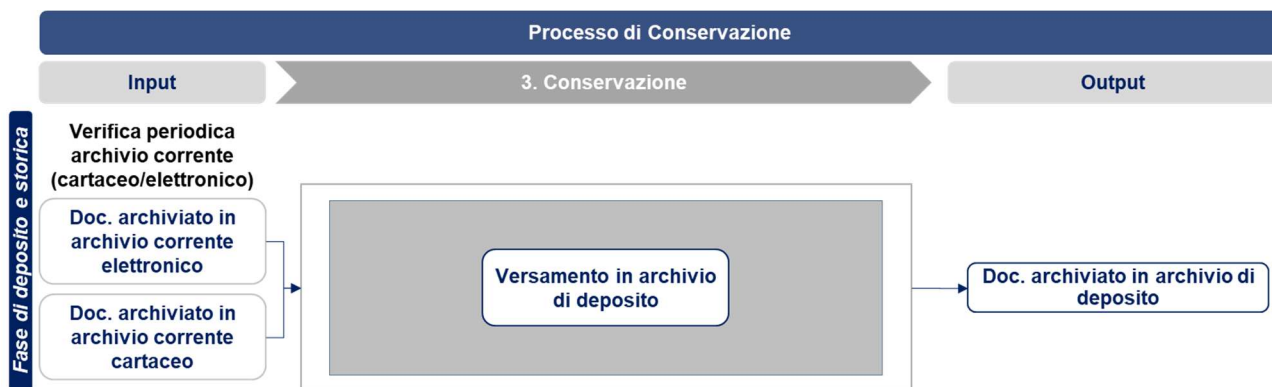 Processo di Conservazione
Input
3. Conservazione
Output
Fase di deposito e storica
Verifica periodica
archivio corrente
(cartaceo/elettronico)
Doc. archiviato in
archivio corrente
elettronico
Doc. archiviato in
archivio corrente
cartaceo
Versamento in archivio
di deposito
Doc. archiviato in archivio di
deposito